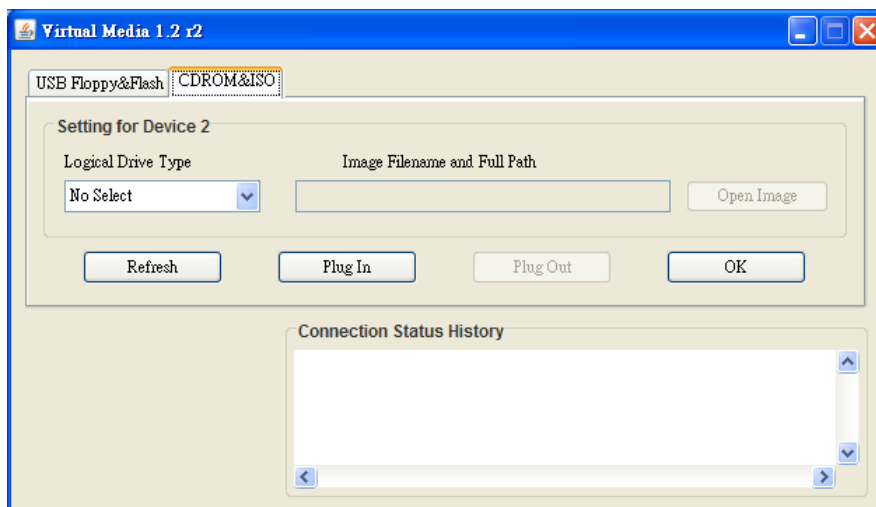 Virtual Media 1.2 r2
USB Floppy&Flash CDROM&ISO
Setting for Device 2
Logical Drive Type Image Filename and Full Path
No Select Open Image
Refresh Plug In Plug Out OK
Connection Status History